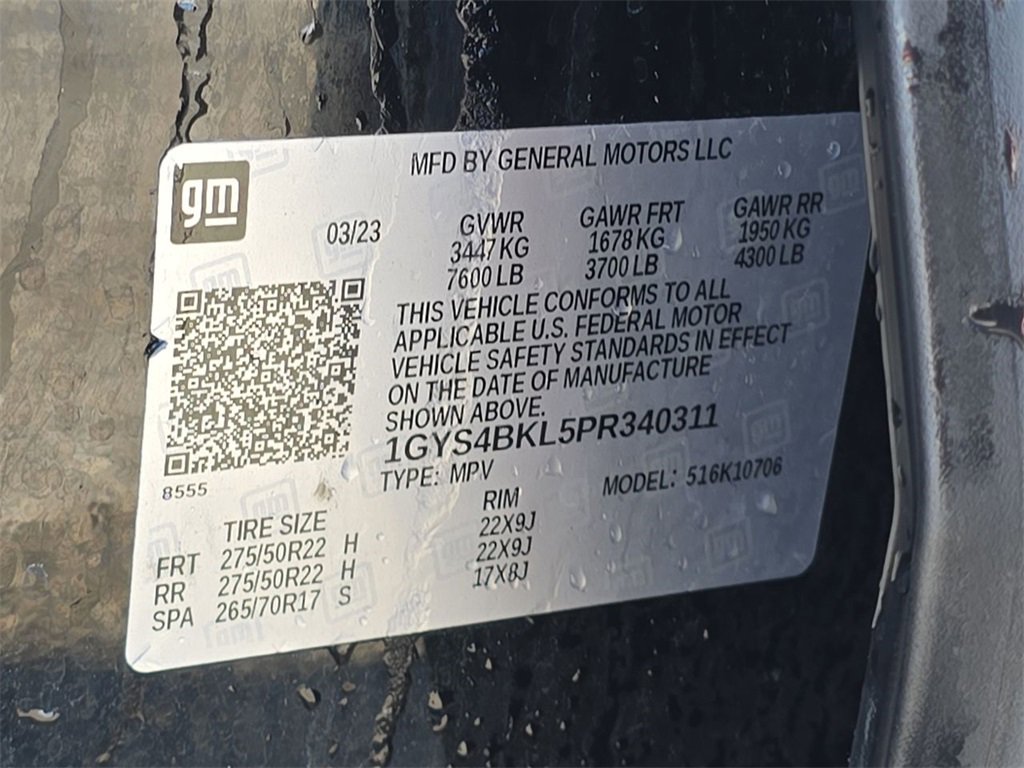 MFD BY GENERAL MOTORS LLC
gm
03/23
GVWR GAWR FRT GAWR RR
3447 KG 1678 KG 1950 KG
7600 LB 3700 LB 4300 LB
THIS VEHICLE CONFORMS TO ALL
APPLICABLE U.S. FEDERAL MOTOR
VEHICLE SAFETY STANDARDS IN EFFECT
ON THE DATE OF MANUFACTURE
SHOWN ABOVE.
1GYS4BKL5PR340311
8555
TYPE: MPV MODEL: 516K10706
TIRE SIZE RIM
FRT 275/50R22 H 22X9J
RR 275/50R22 H 22X9J
SPA 265/70R17 S 17X8J